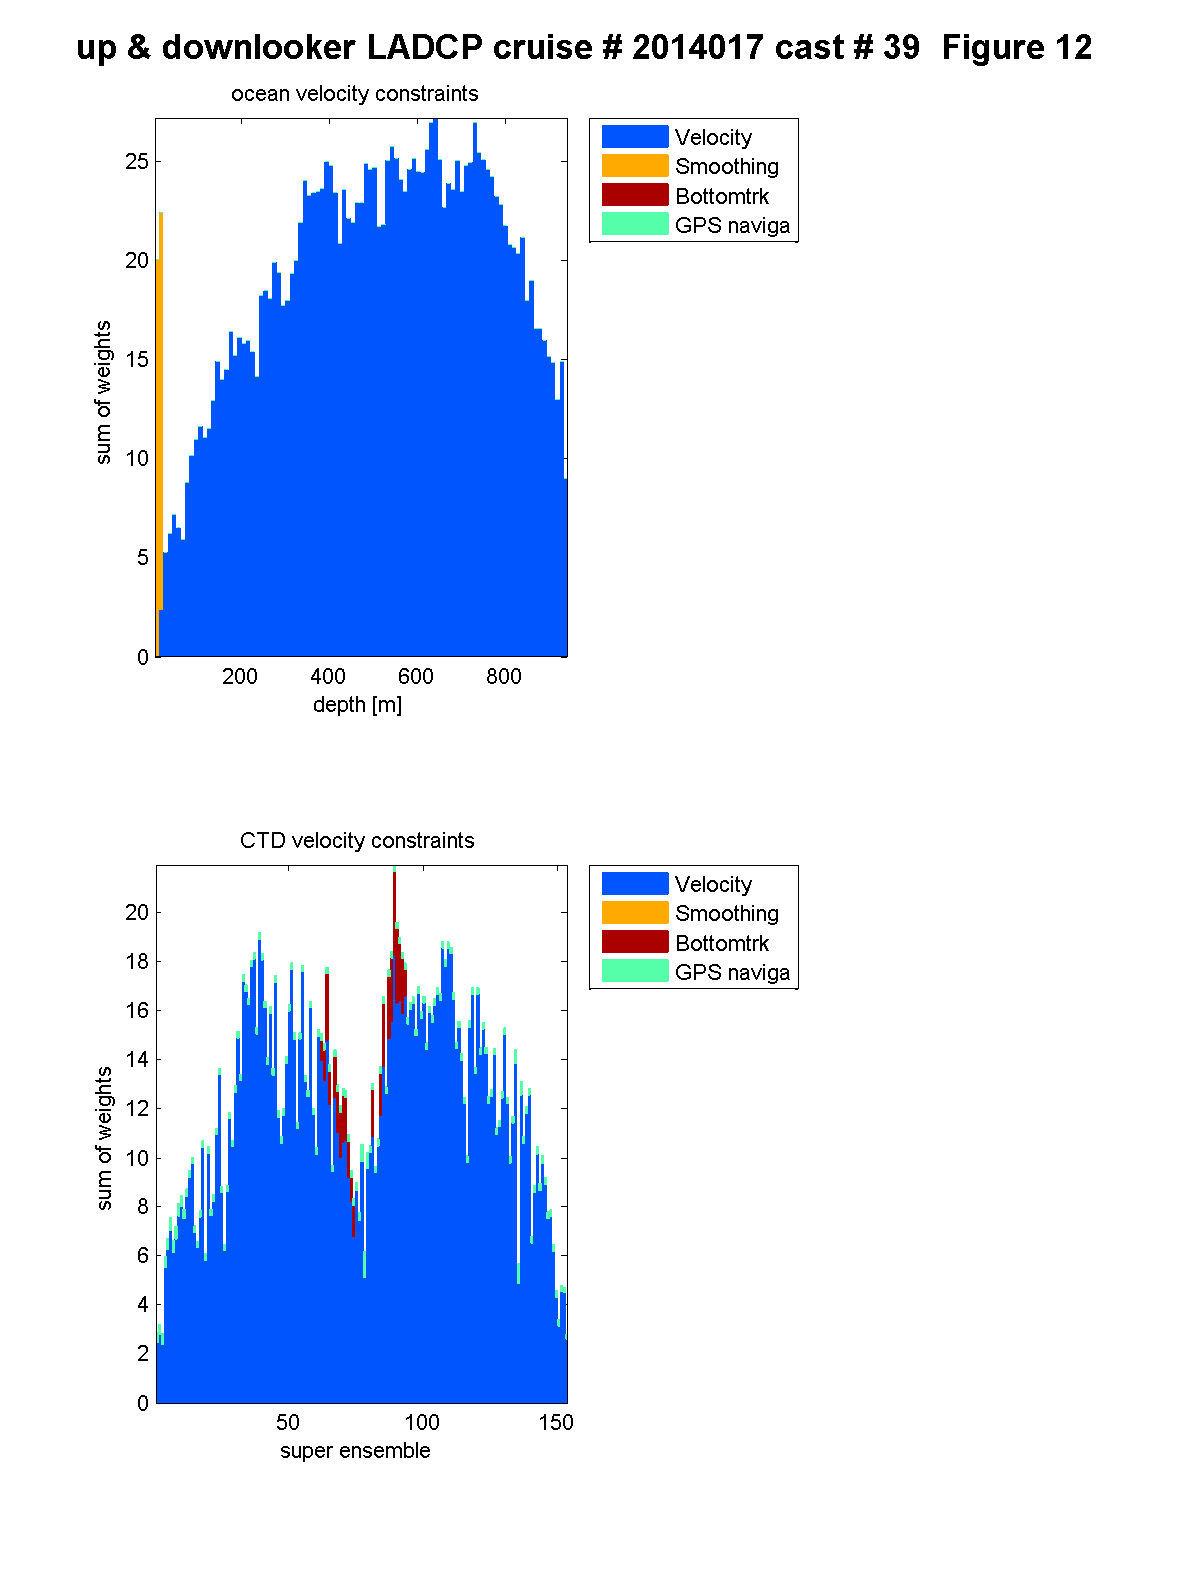 up & downlooker LADCP cruise # 2014017 cast # 39  Figure 12
ocean velocity constraints
Velocity
Smoothing
Bottomtrk
GPS naviga
25
20
15
10
5
0
sum of weights
200 400 600 800
depth [m]
CTD velocity constraints
Velocity
Smoothing
Bottomtrk
GPS naviga
20
18
16
14
12
10
8
6
4
2
0
sum of weights
50 100 150
super ensemble